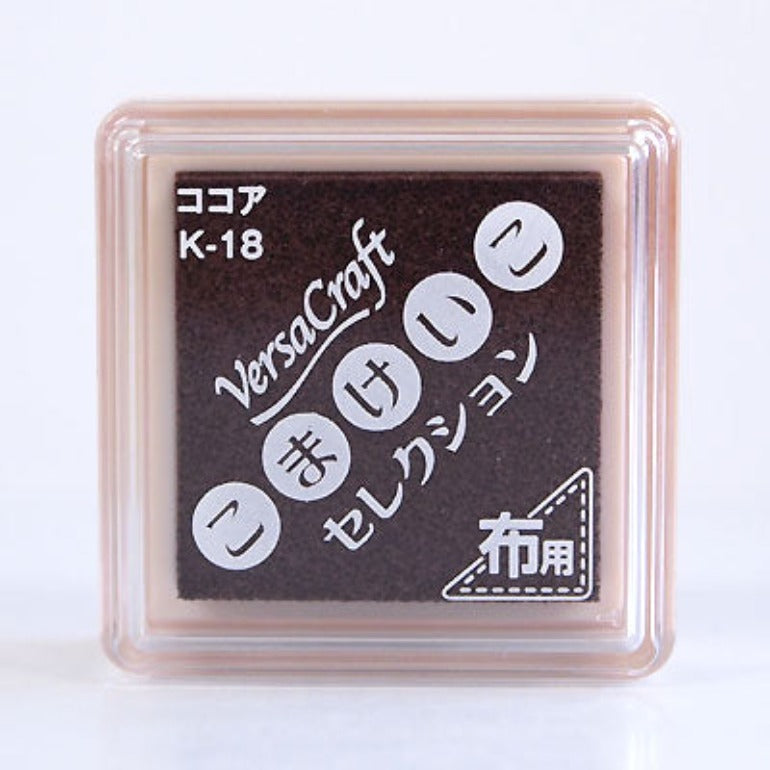 ココア
K-18
VersaCraft
こまけいこ
セレクション
布用